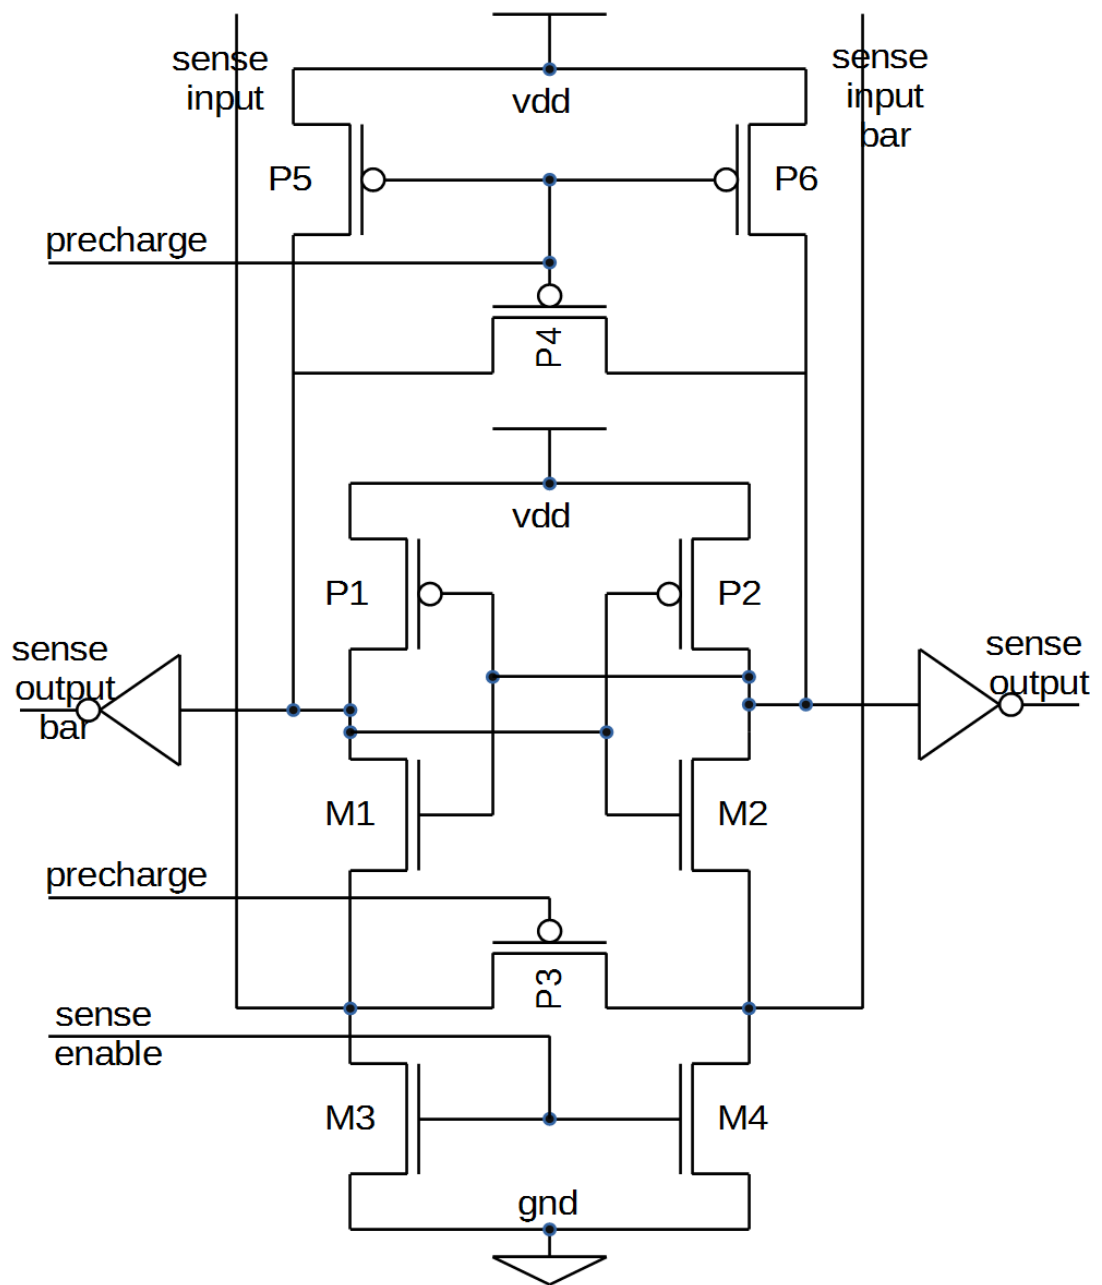 sense
input
sense
input
bar
vdd
P5
P6
precharge
P4
vdd
P1
P2
sense
output
bar
sense
output
M1
M2
precharge
P3
sense
enable
M3
M4
gnd